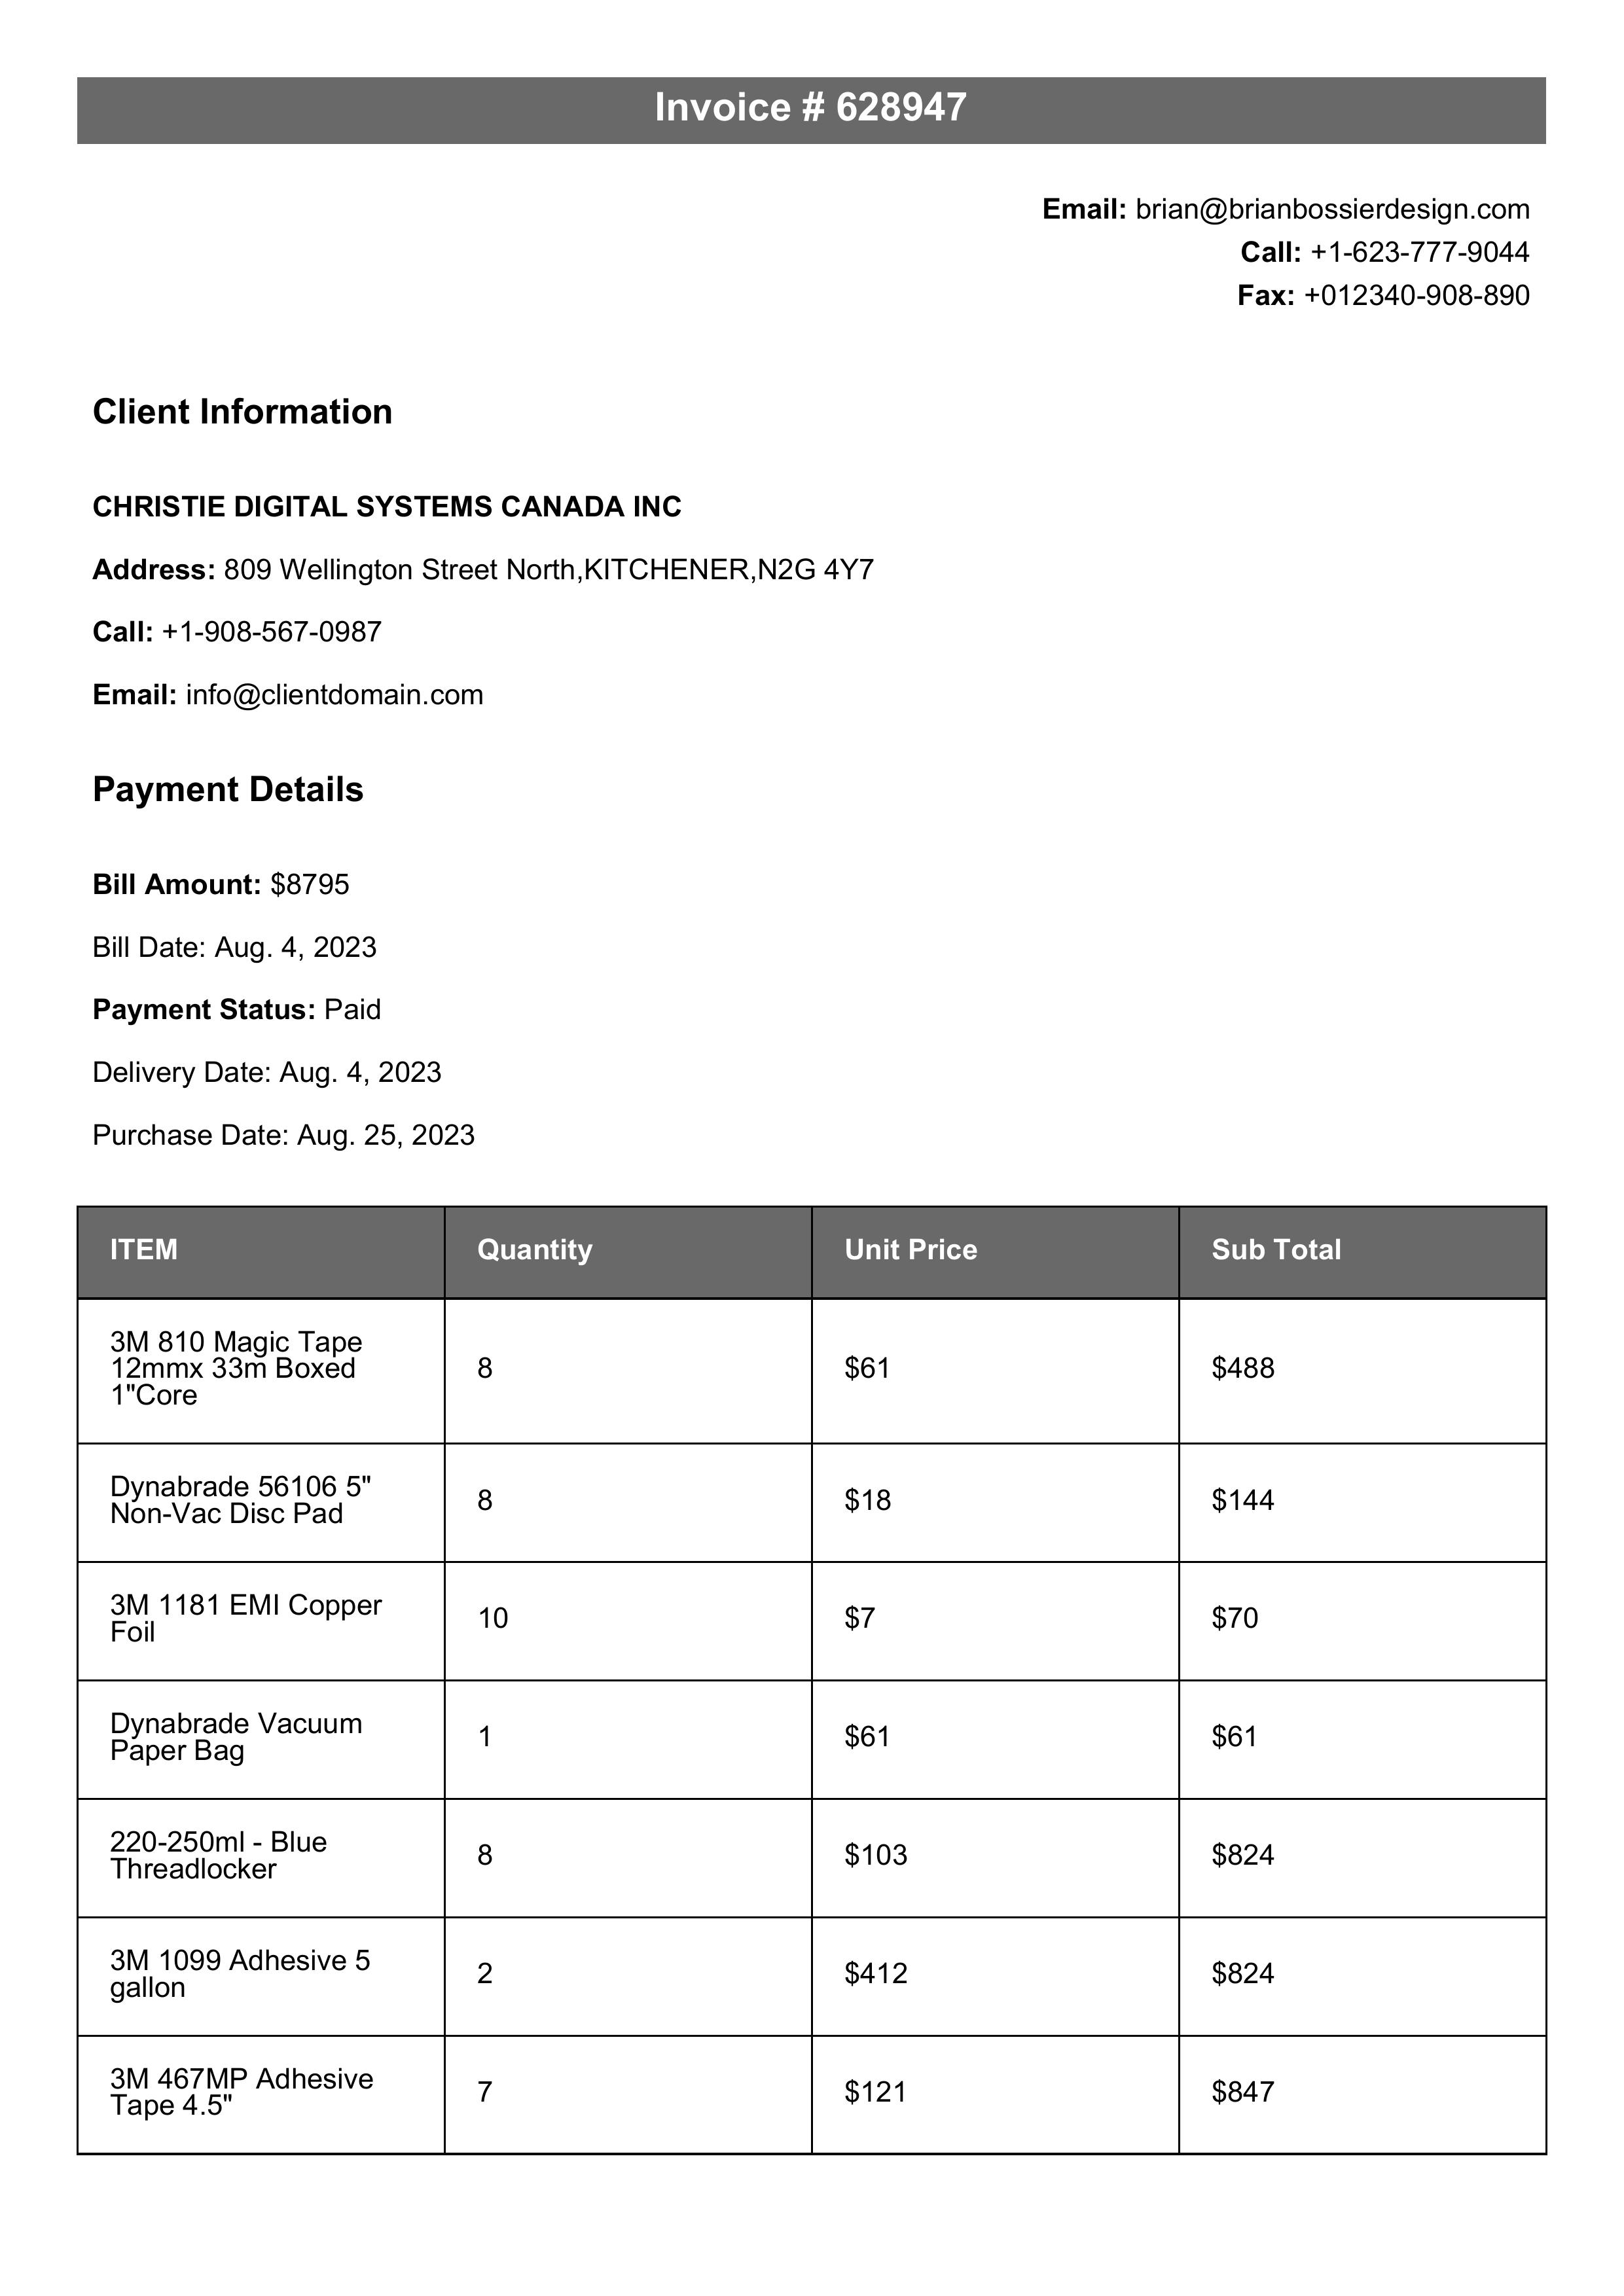 Invoice # 628947
Email: brian@brianbossierdesign.com
Call: +1-623-777-9044
Fax: +012340-908-890
Client Information
CHRISTIE DIGITAL SYSTEMS CANADA INC
Address: 809 Wellington Street North,KITCHENER,N2G 4Y7
Call: +1-908-567-0987
Email: info@clientdomain.com
Payment Details
Bill Amount: $8795
Bill Date: Aug. 4, 2023
Payment Status: Paid
Delivery Date: Aug. 4, 2023
Purchase Date: Aug. 25, 2023
ITEM Quantity Unit Price Sub Total
3M 810 Magic Tape
12mmx 33m Boxed 8 $61 $488
1"Core
Dynabrade 56106 5"
Non-Vac Disc Pad 8 $18 $144
3M 1181 EMI Copper
Foil 10 $7 $70
Dynabrade Vacuum
Paper Bag 1 $61 $61
220-250ml - Blue
Threadlocker 8 $103 $824
3M 1099 Adhesive 5
gallon 2 $412 $824
3M 467MP Adhesive
Tape 4.5" 7 $121 $847